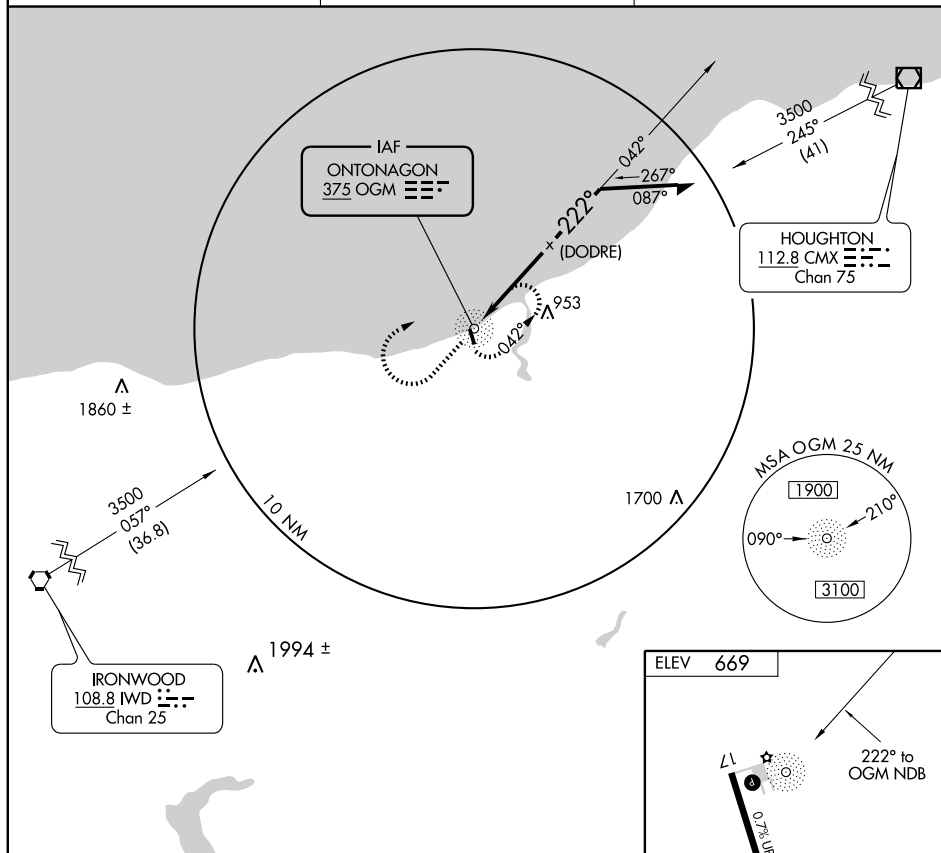 IAF
ONTONAGON
375 OGM
042°
267°
087°
222°
(DODRE)
3500
245°
(41)
HOUGHTON
112.8 CMX
Chan 75
953
042°
1860 ±
3500
057°
(36.8)
10 NM
1700
MSA OGM 25 NM
1900
210°
090°
3100
IRONWOOD
108.8 IWD
Chan 25
1994 ±
ELEV 669
17
P
0.7% UP
222° to
OGM NDB